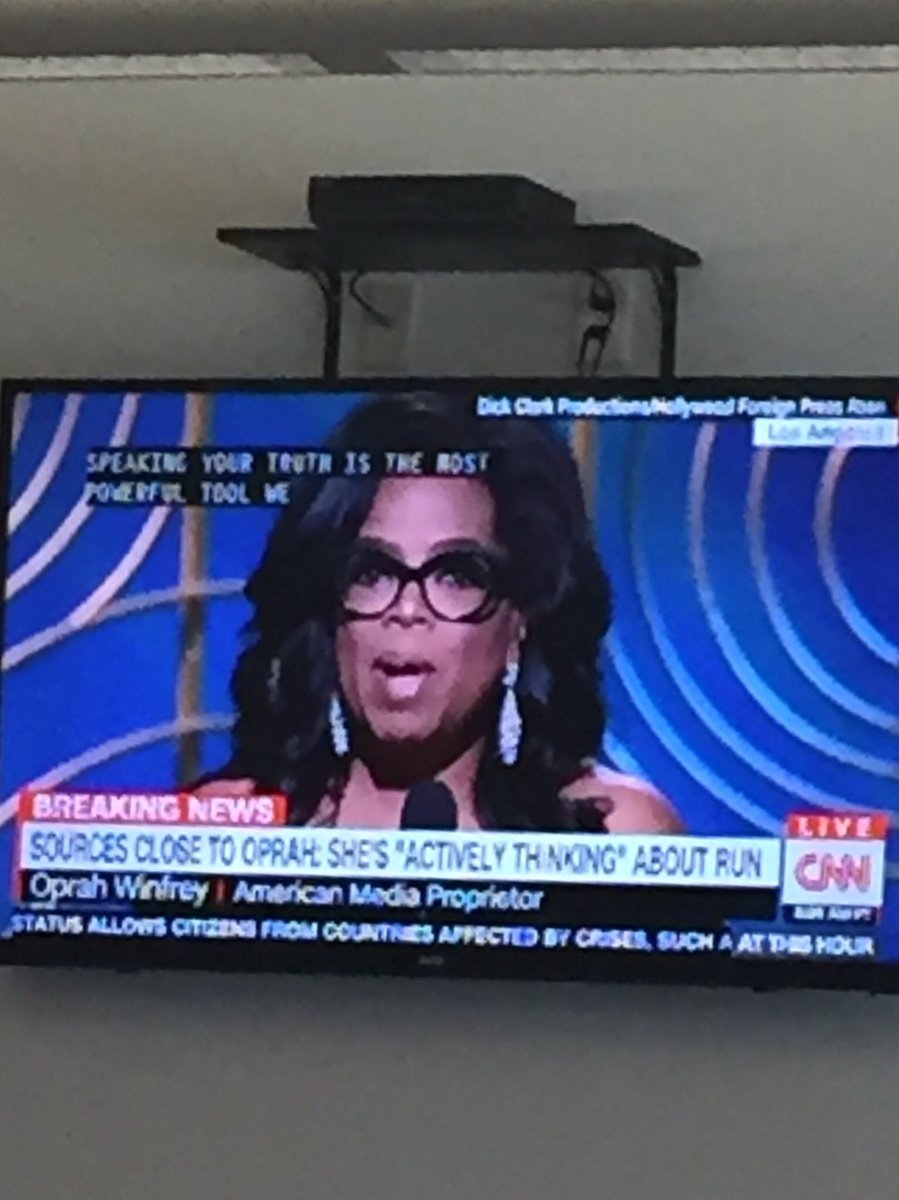 Dick Clark Productions/Hollywood Foreign Press Assn
Los Angeles
SPEAKING YOUR TRUTH IS THE MOST
POWERFUL TOOL WE
BREAKING NEWS
SOURCES CLOSE TO OPRAH: SHE'S "ACTIVELY THINKING" ABOUT RUN
Oprah Winfrey | American Media Proprietor
LIVE
CNN
STATUS ALLOWS CITIZENS FROM COUNTRIES AFFECTED BY CRISES, SUCH A
AT THIS HOUR